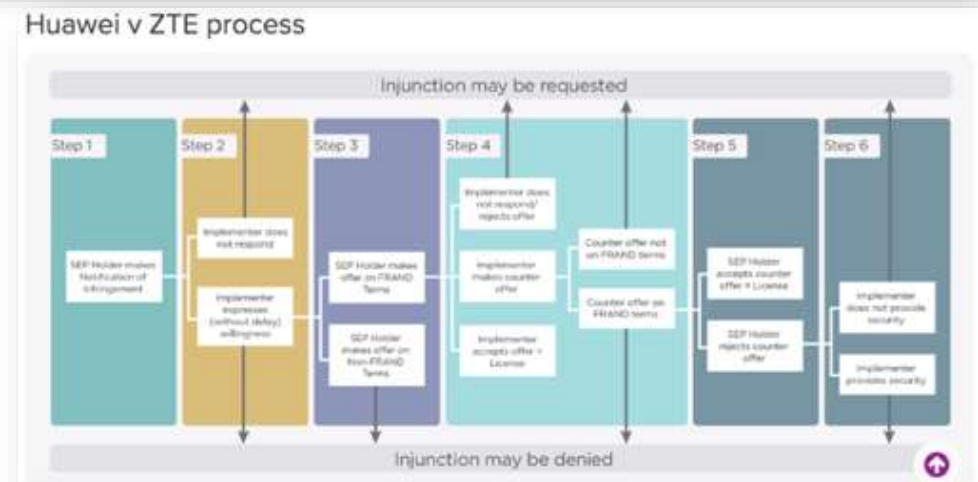 Huawei v ZTE process
Injunction may be requested
Step 1
Step 2
Step 3
Step 4
Step 5
Step 6
SEP Holder makes
Notification of
Infringement
Implementer does
not respond
Implementer
expresses
(without delay)
willingness
SEP Holder makes
offer on FRAND
Terms
SEP Holder
makes offer on
Non-FRAND
Terms
Implementer does
not respond/
rejects offer
Implementer
makes counter
offer
Implementer
accepts offer =
License
Counter offer not
on FRAND terms
Counter offer on
FRAND terms
SEP Holder
accepts counter
offer = License
SEP Holder
rejects counter
offer
Implementer
does not provide
security
Implementer
provides security
Injunction may be denied